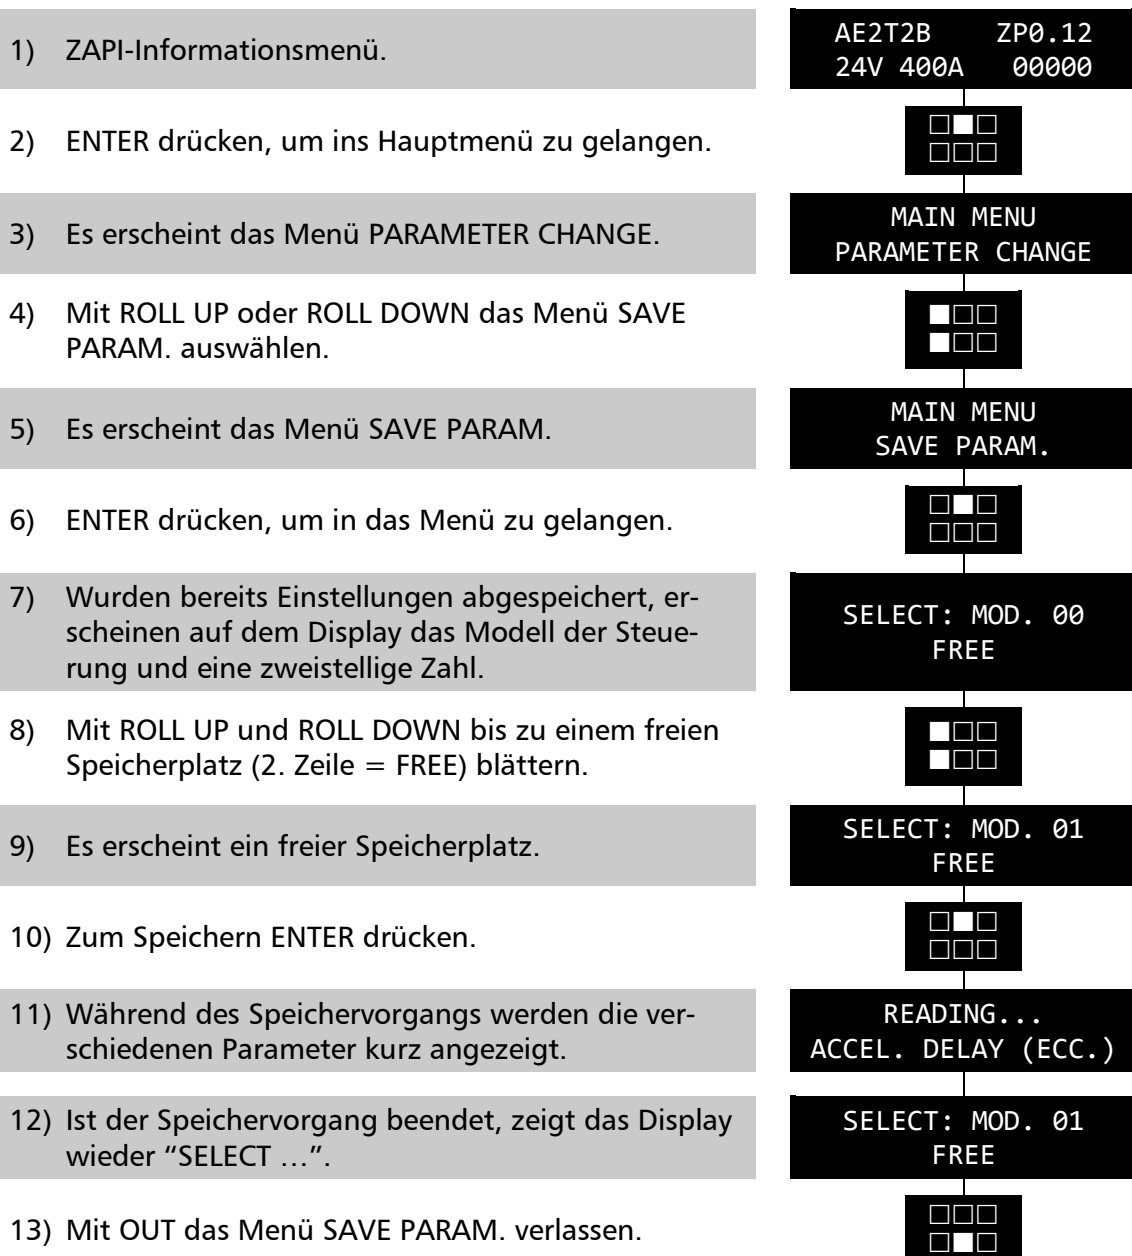 1) ZAPI-Informationsmenü.
AE2T2B ZP0.12
24V 400A 00000
2) ENTER drücken, um ins Hauptmenü zu gelangen.
3) Es erscheint das Menü PARAMETER CHANGE.
MAIN MENU
PARAMETER CHANGE
4) Mit ROLL UP oder ROLL DOWN das Menü SAVE
PARAM. auswählen.
5) Es erscheint das Menü SAVE PARAM.
MAIN MENU
SAVE PARAM.
6) ENTER drücken, um in das Menü zu gelangen.
7) Wurden bereits Einstellungen abgespeichert, er-
scheinen auf dem Display das Modell der Steue-
rung und eine zweistellige Zahl.
SELECT: MOD. 00
FREE
8) Mit ROLL UP und ROLL DOWN bis zu einem freien
Speicherplatz (2. Zeile = FREE) blättern.
9) Es erscheint ein freier Speicherplatz.
SELECT: MOD. 01
FREE
10) Zum Speichern ENTER drücken.
11) Während des Speichervorgangs werden die ver-
schiedenen Parameter kurz angezeigt.
READING...
ACCEL. DELAY (ECC.)
12) Ist der Speichervorgang beendet, zeigt das Display
wieder “SELECT …”.
SELECT: MOD. 01
FREE
13) Mit OUT das Menü SAVE PARAM. verlassen.